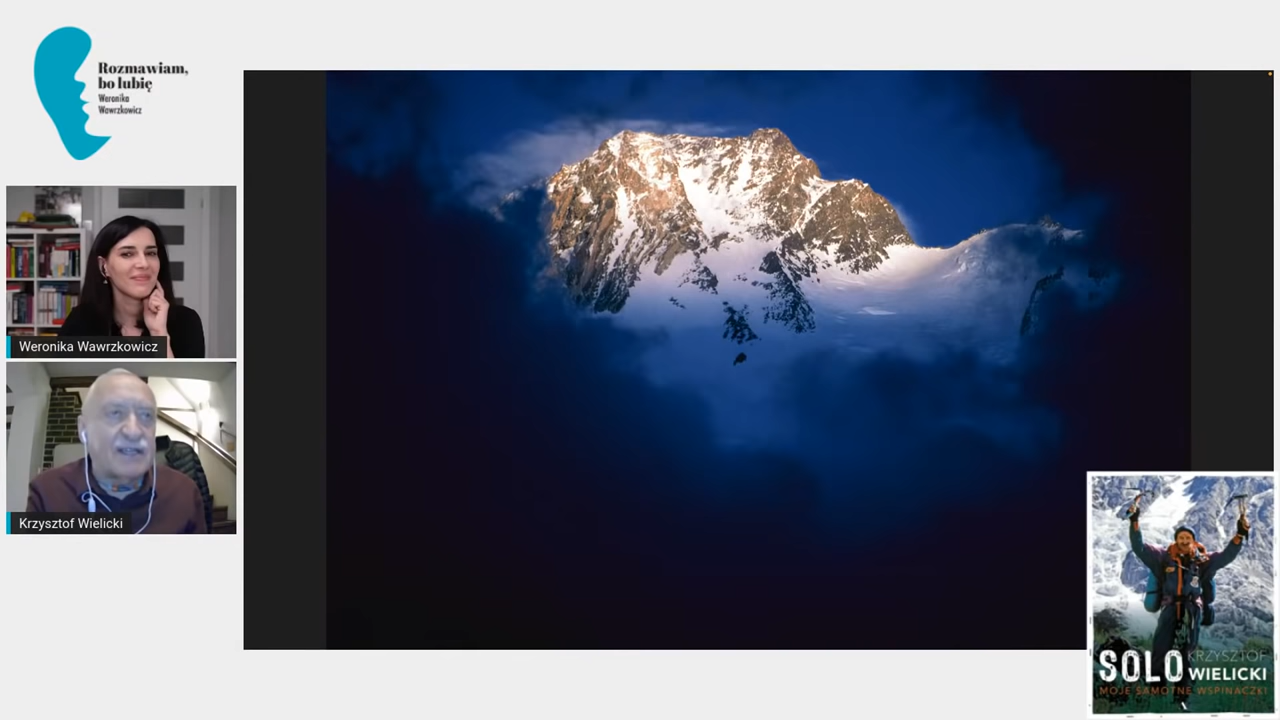 Rozmawiam,
bo lubię
Weronika
Wawrzkowicz
Weronika Wawrzkowicz
Krzysztof Wielicki
SOLO KRZYSZTOF
WIELICKI
MOJE SAMOTNE WSPINACZKI